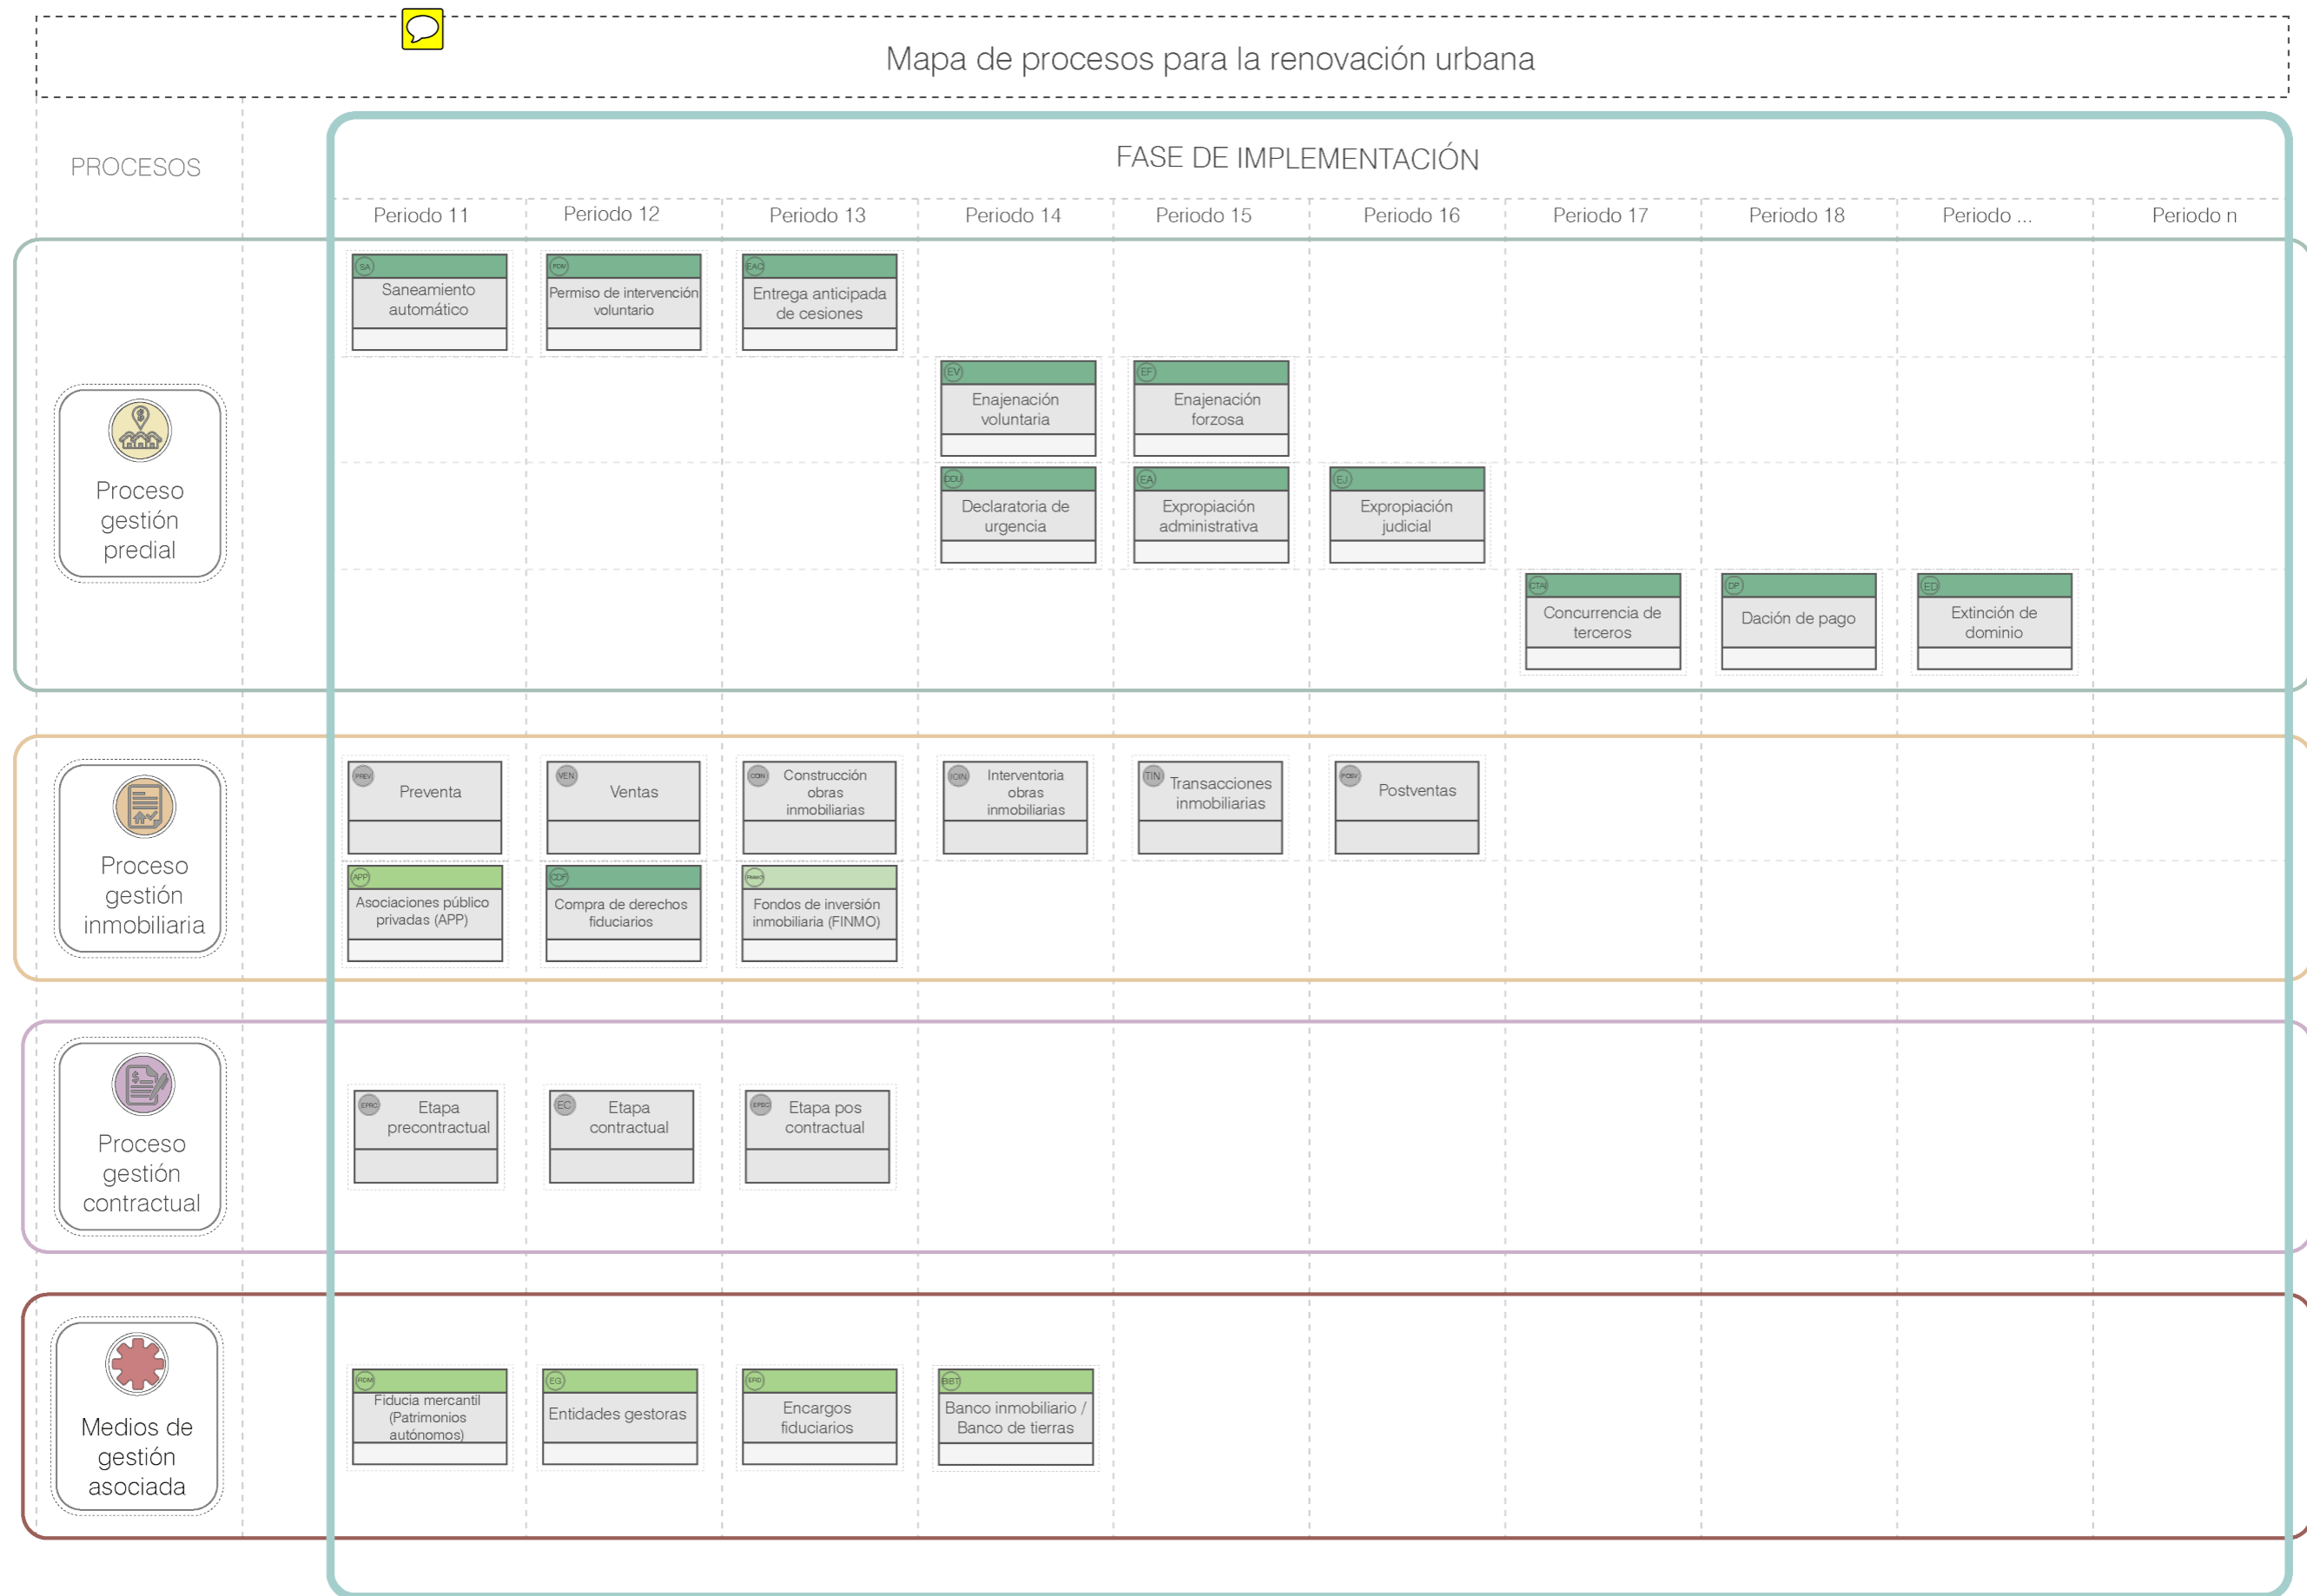 Mapa de procesos para la renovación urbana
PROCESOS
FASE DE IMPLEMENTACIÓN
Periodo 11
Periodo 12
Periodo 13
Periodo 14
Periodo 15
Periodo 16
Periodo 17
Periodo 18
Periodo ...
Periodo n
Proceso
gestión
predial
SA
Saneamiento
automático
Permiso de intervención
voluntario
EAC
Entrega anticipada
de cesiones
EV
Enajenación
voluntaria
EF
Enajenación
forzosa
DDU
Declaratoria de
urgencia
EA
Expropiación
administrativa
EJ
Expropiación
judicial
Concurrencia de
terceros
DP
Dación de pago
ED
Extinción de
dominio
Proceso
gestión
inmobiliaria
PREV
Preventa
VEN
Ventas
COIN
Construcción
obras
inmobiliarias
IOIN
Interventoria
obras
inmobiliarias
TIN
Transacciones
inmobiliarias
Postventas
APP
Asociaciones público
privadas (APP)
CDF
Compra de derechos
fiduciarios
Fondos de inversión
inmobiliaria (FINMO)
Proceso
gestión
contractual
EPRC
Etapa
precontractual
EC
Etapa
contractual
Etapa pos
contractual
Medios de
gestión
asociada
Fiducia mercantil
(Patrimonios
autónomos)
EG
Entidades gestoras
Encargos
fiduciarios
BIBT
Banco inmobiliario /
Banco de tierras